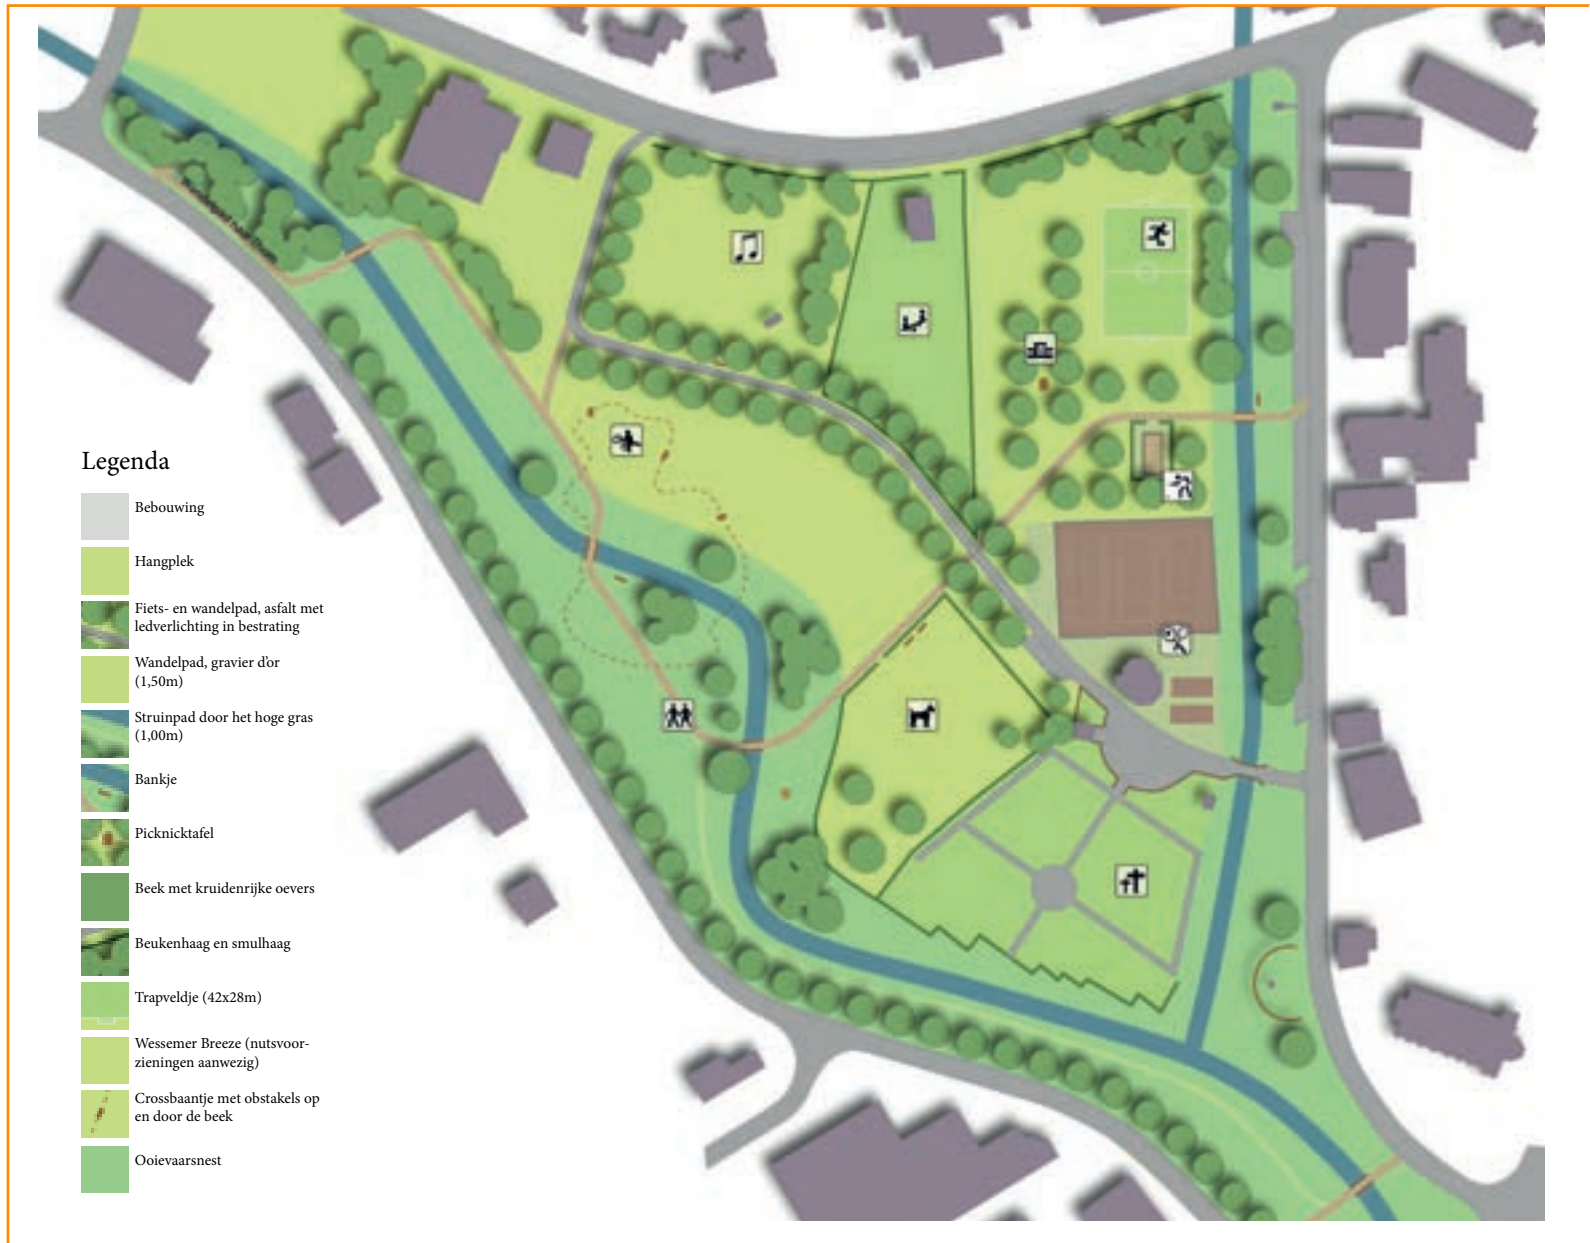 Legenda
Bebouwing
Hangplek
Fiets- en wandelpad, asfalt met
ledverlichting in bestrating
Wandelpad, gravier d'or
(1,50m)
Struinpad door het hoge gras
(1,00m)
Bankje
Picknicktafel
Beek met kruidenrijke oevers
Beukenhaag en smulhaag
Trapveldje (42x28m)
Wessemer Breeze (nutsvoor-
zieningen aanwezig)
Crossbaantje met obstakels op
en door de beek
Ooievaarsnest